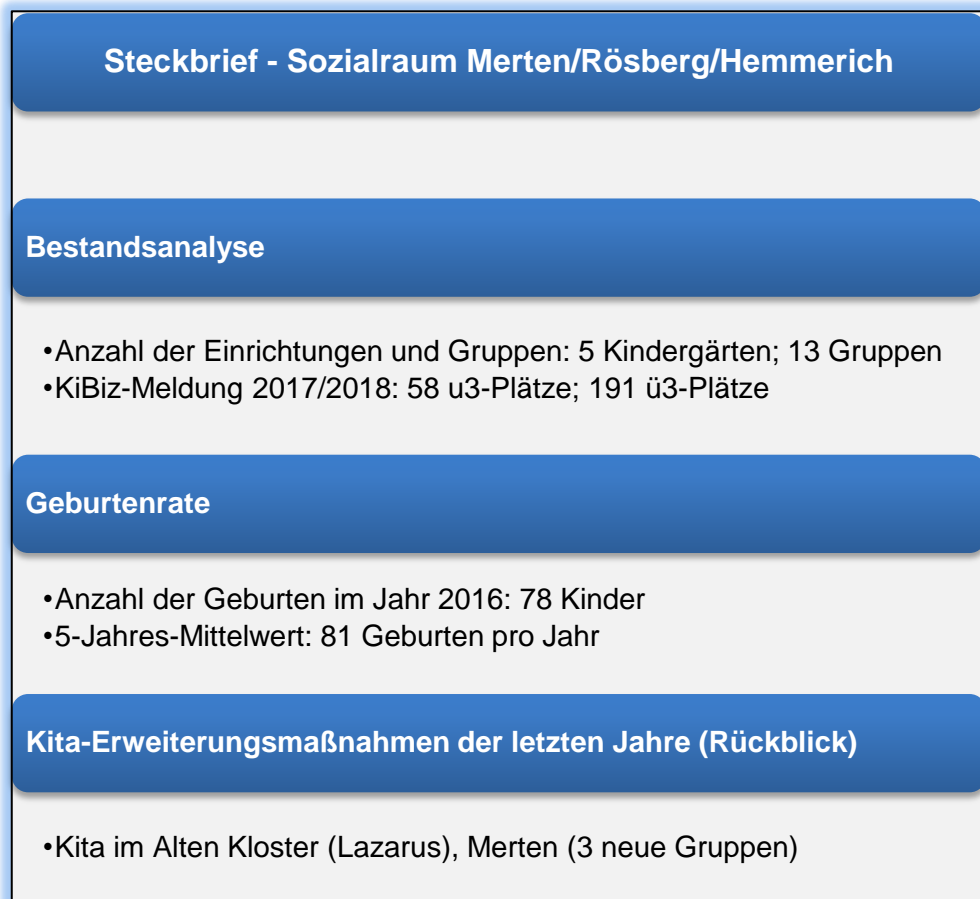 Steckbrief - Sozialraum Merten/Rösberg/Hemmerich
Bestandsanalyse
•Anzahl der Einrichtungen und Gruppen: 5 Kindergärten; 13 Gruppen
•KiBiz-Meldung 2017/2018: 58 u3-Plätze; 191 ü3-Plätze
Geburtenrate
•Anzahl der Geburten im Jahr 2016: 78 Kinder
•5-Jahres-Mittelwert: 81 Geburten pro Jahr
Kita-Erweiterungsmaßnahmen der letzten Jahre (Rückblick)
•Kita im Alten Kloster (Lazarus), Merten (3 neue Gruppen)